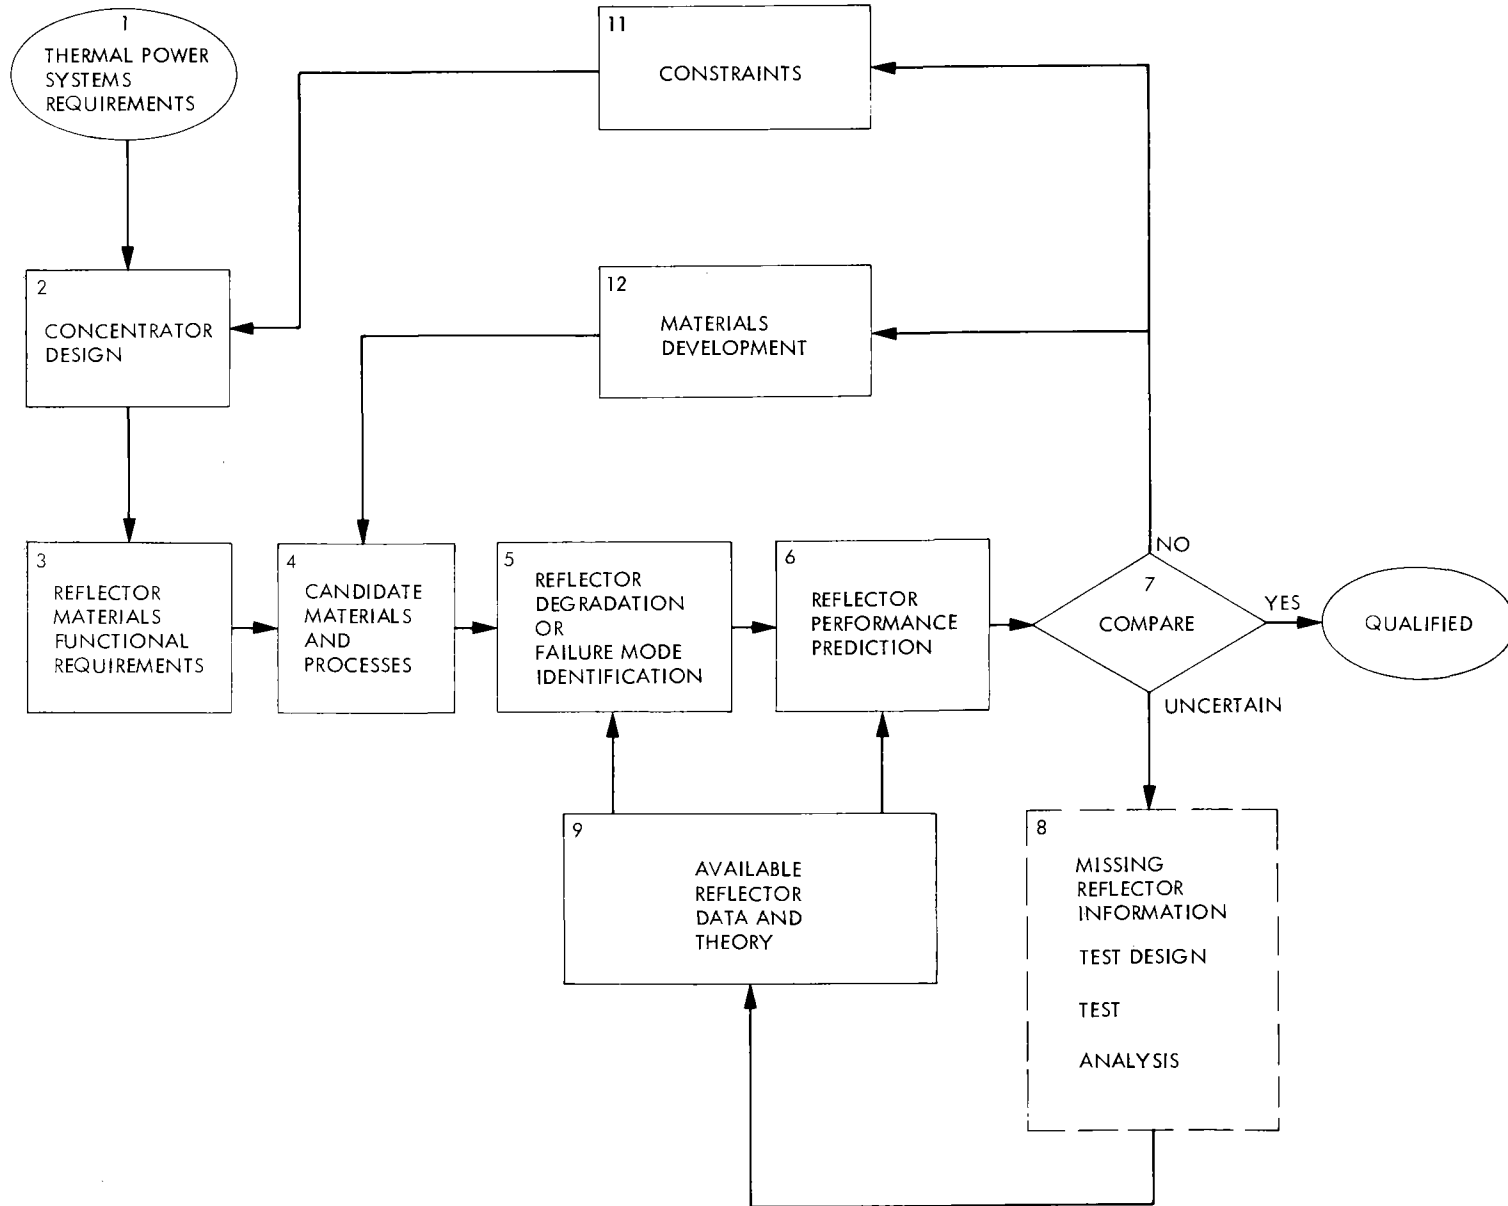 1
THERMAL POWER
SYSTEMS
REQUIREMENTS
11
CONSTRAINTS
2
CONCENTRATOR
DESIGN
12
MATERIALS
DEVELOPMENT
3
REFLECTOR
MATERIALS
FUNCTIONAL
REQUIREMENTS
4
CANDIDATE
MATERIALS
AND
PROCESSES
5
REFLECTOR
DEGRADATION
OR
FAILURE MODE
IDENTIFICATION
6
REFLECTOR
PERFORMANCE
PREDICTION
NO
7
COMPARE
YES
QUALIFIED
UNCERTAIN
9
AVAILABLE
REFLECTOR
DATA AND
THEORY
8
MISSING
REFLECTOR
INFORMATION
TEST DESIGN
TEST
ANALYSIS